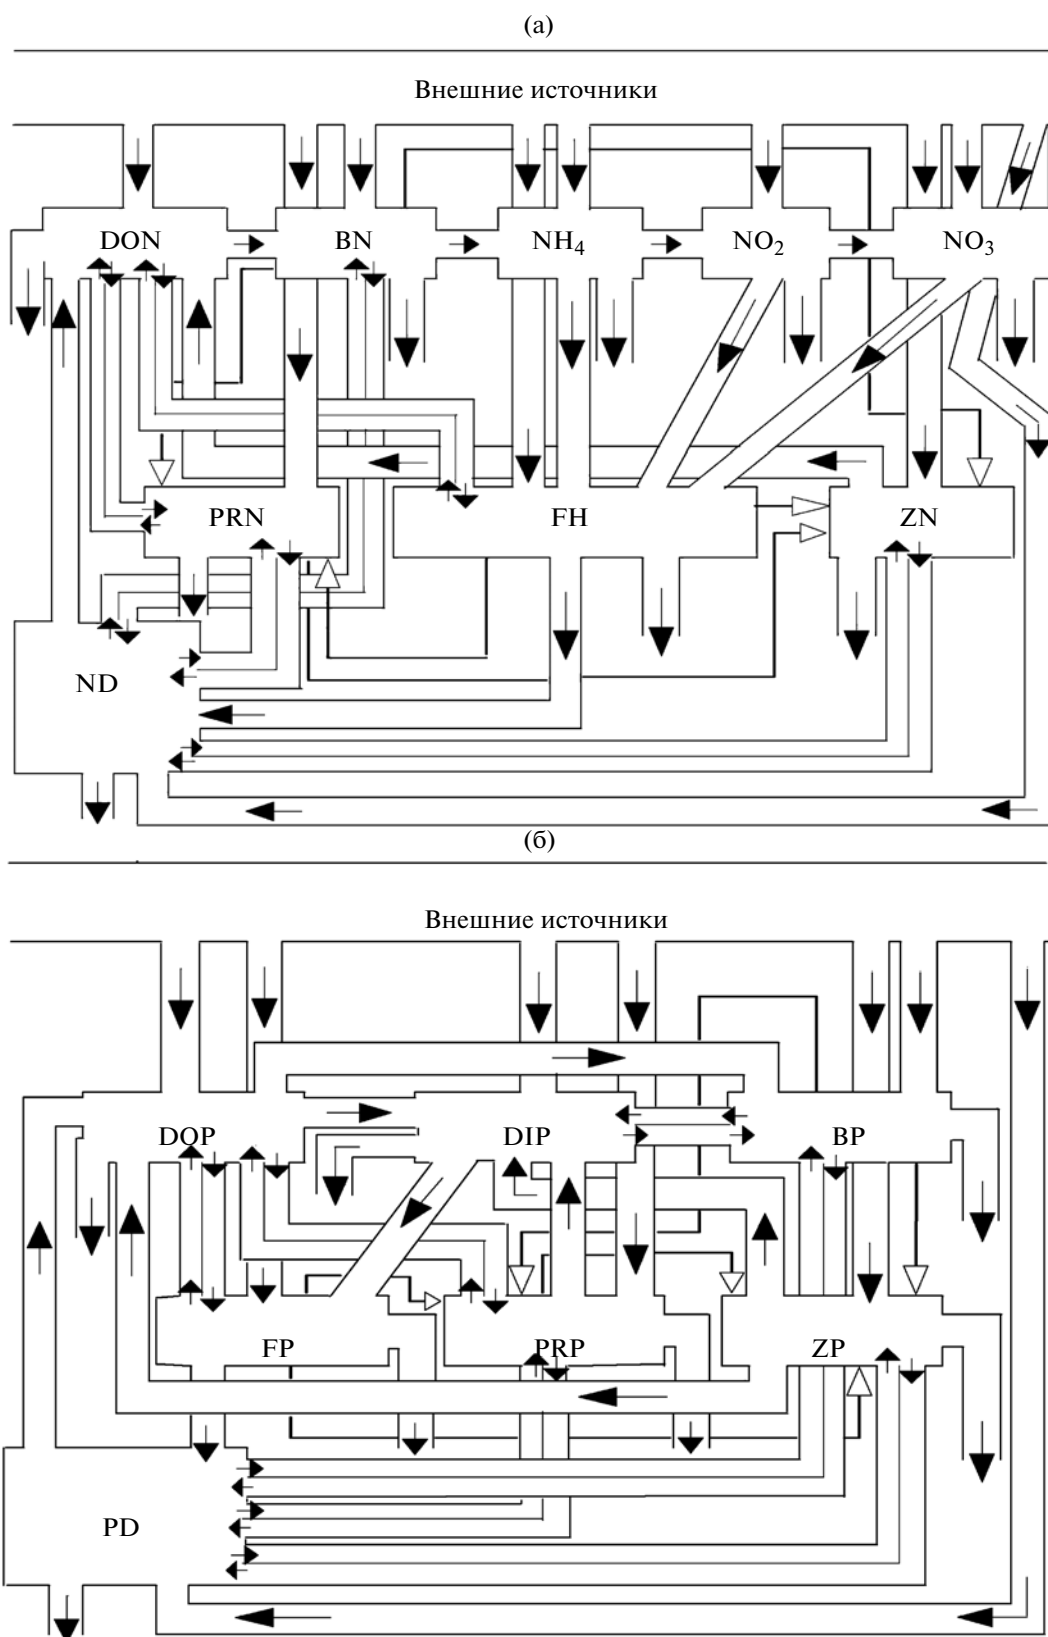 (а)
Внешние источники
DON BN NH₄ NO₂ NO₃
PRN FH ZN
ND
(б)
Внешние источники
DOP DIP BP
FP PRP ZP
PD